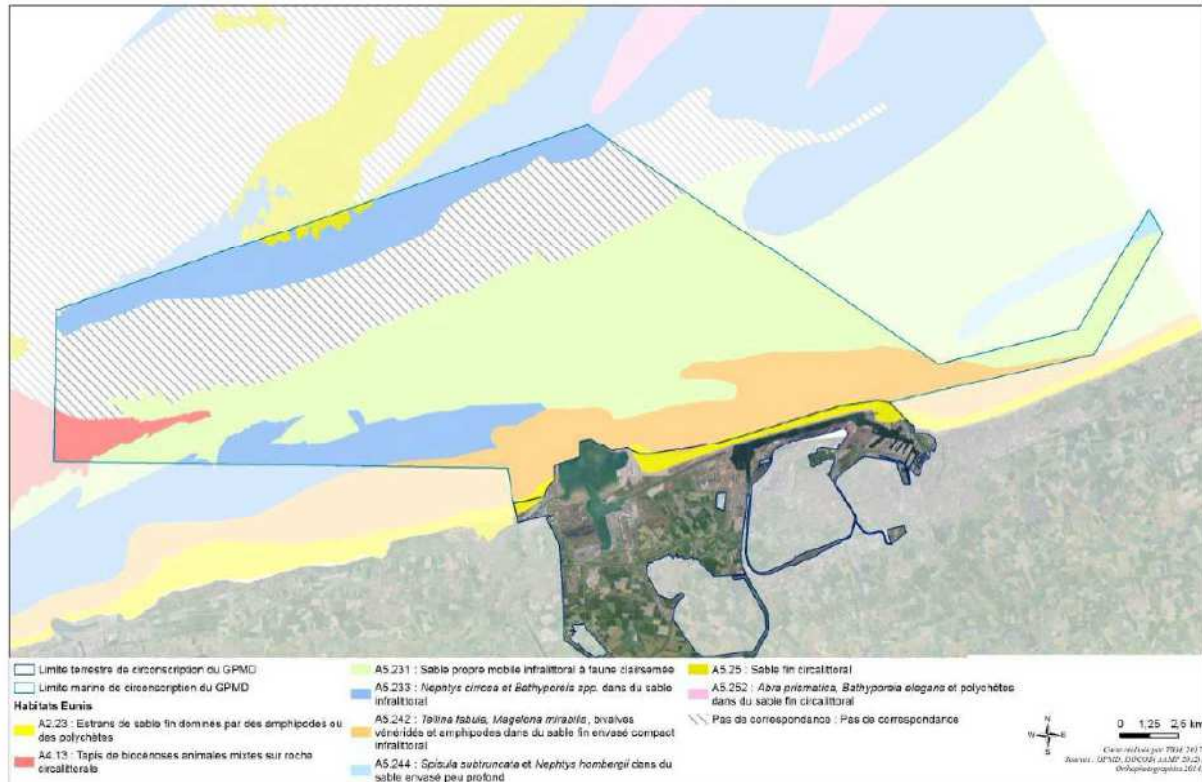 Limite terrestre de circonscription du GPMD
Limite marine de circonscription du GPMD
Habitats Eunis
A2.23 : Estrans de sable fin dominés par des amphipodes ou
des polychètes
A4.13 : Tapis de biocénoses animales mixtes sur roche
circalittorale
A5.231 : Sable propre mobile infralittoral à faune clairsemée
A5.233 : Nephtys cirrosa et Bathyporeia spp. dans du sable
infralittoral
A5.242 : Tellina fabula, Magelona mirabilis, bivalves
vénéridés et amphipodes dans du sable fin envasé compact
infralittoral
A5.244 : Spisula subtruncata et Nephtys hombergii dans du
sable envasé peu profond
A5.25 : Sable fin circalittoral
A5.252 : Abra prismatica, Bathyporeia elegans et polychètes
dans du sable fin circalittoral
Pas de correspondance : Pas de correspondance
N
W E
S
0 1,25 2,5 km
Carte réalisée par
Sources : GPMD,
Orthophotographies